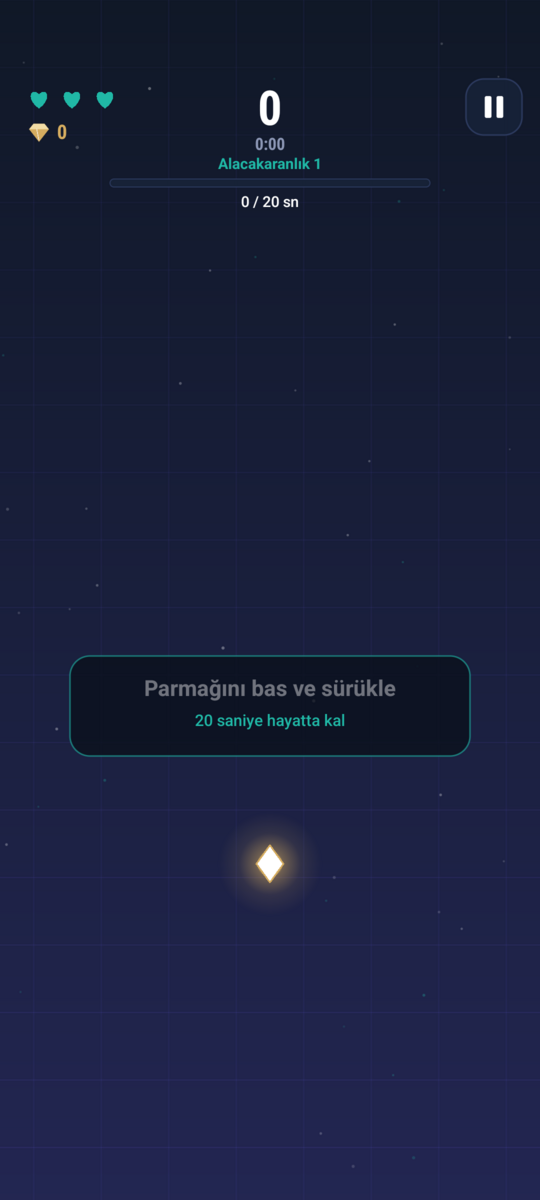 0
0
0:00
Alacakaranlık 1
0 / 20 sn
Parmağını bas ve sürükle
20 saniye hayatta kal